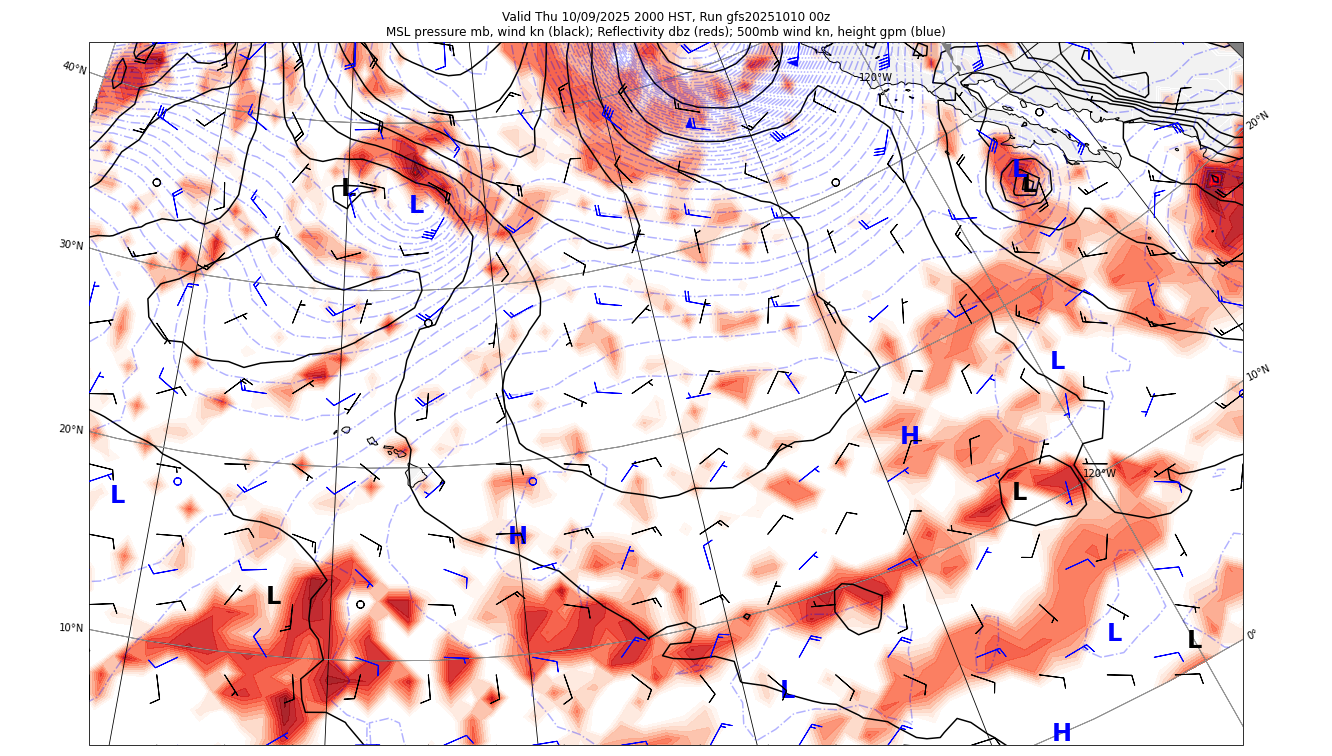 Valid Thu 10/09/2025 2000 HST, Run gfs20251010 00z
MSL pressure mb, wind kn (black); Reflectivity dbz (reds); 500mb wind kn, height gpm (blue)
40°N
120°W
20°N
L
L
L
L
L
30°N
L
10°N
20°N
H
120°W
L
L
H
L
10°N
L
L
0°
L
H